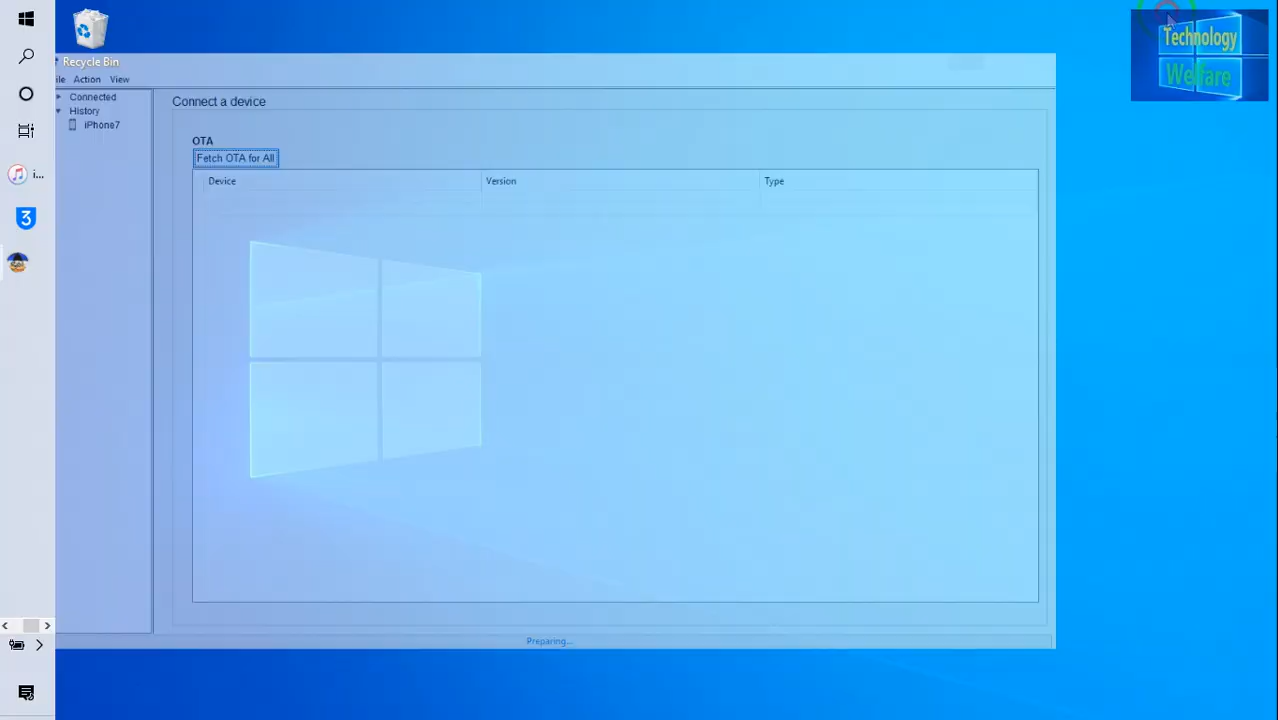 Technology
Welfare
Recycle Bin
ile Action View
Connected
History
iPhone7
Connect a device
OTA
Fetch OTA for All
Device Version Type
i...
3
Preparing...